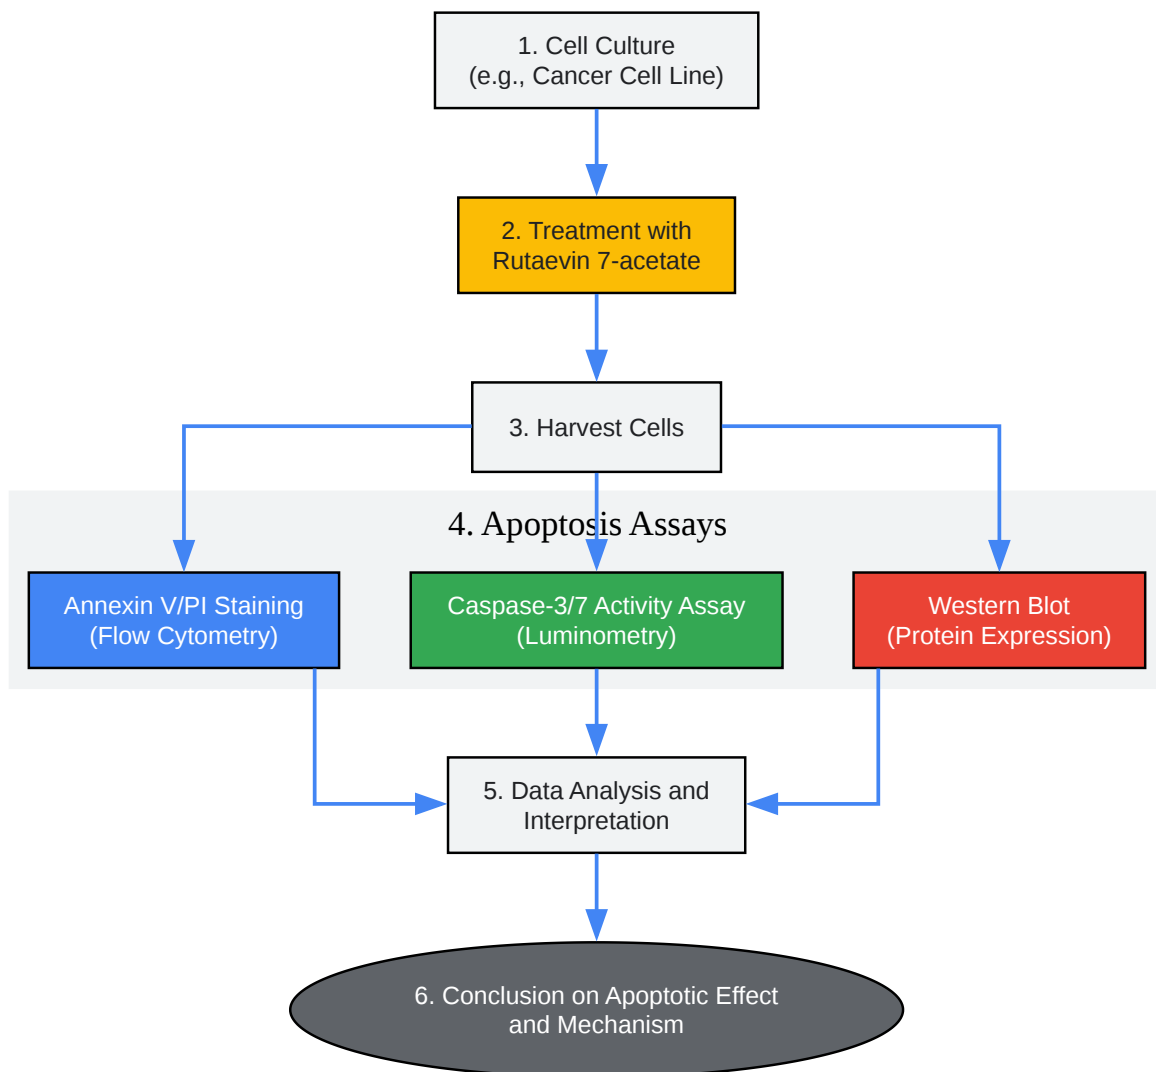 1. Cell Culture
(e.g., Cancer Cell Line)
2. Treatment with
Rutaevin 7-acetate
3. Harvest Cells
4. Apoptosis Assays
Annexin V/PI Staining
(Flow Cytometry)
Caspase-3/7 Activity Assay
(Luminometry)
Western Blot
(Protein Expression)
5. Data Analysis and
Interpretation
6. Conclusion on Apoptotic Effect
and Mechanism